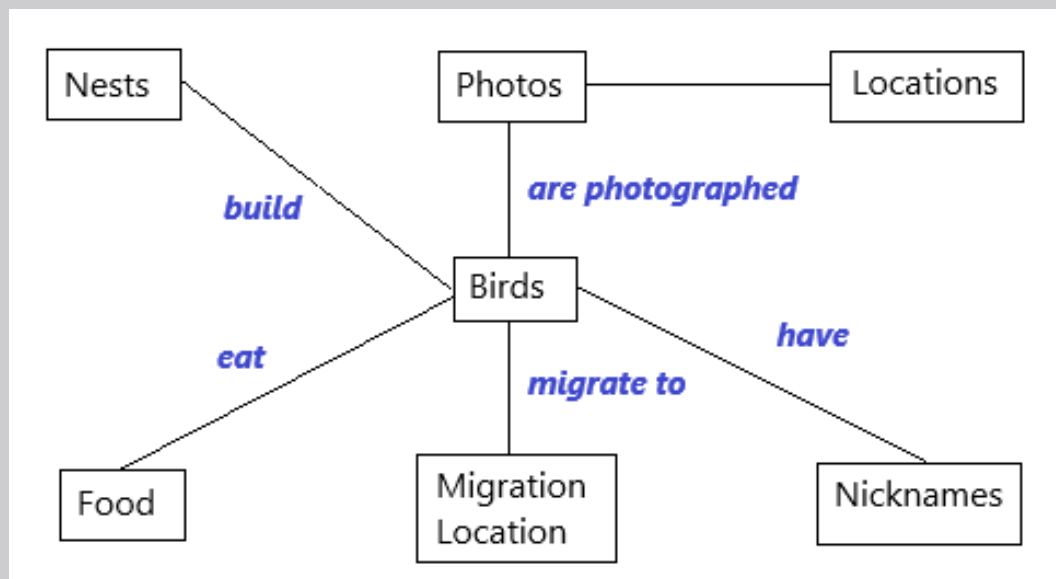 Nests
Photos
Locations
build
are photographed
Birds
eat
have
migrate to
Food
Migration
Location
Nicknames